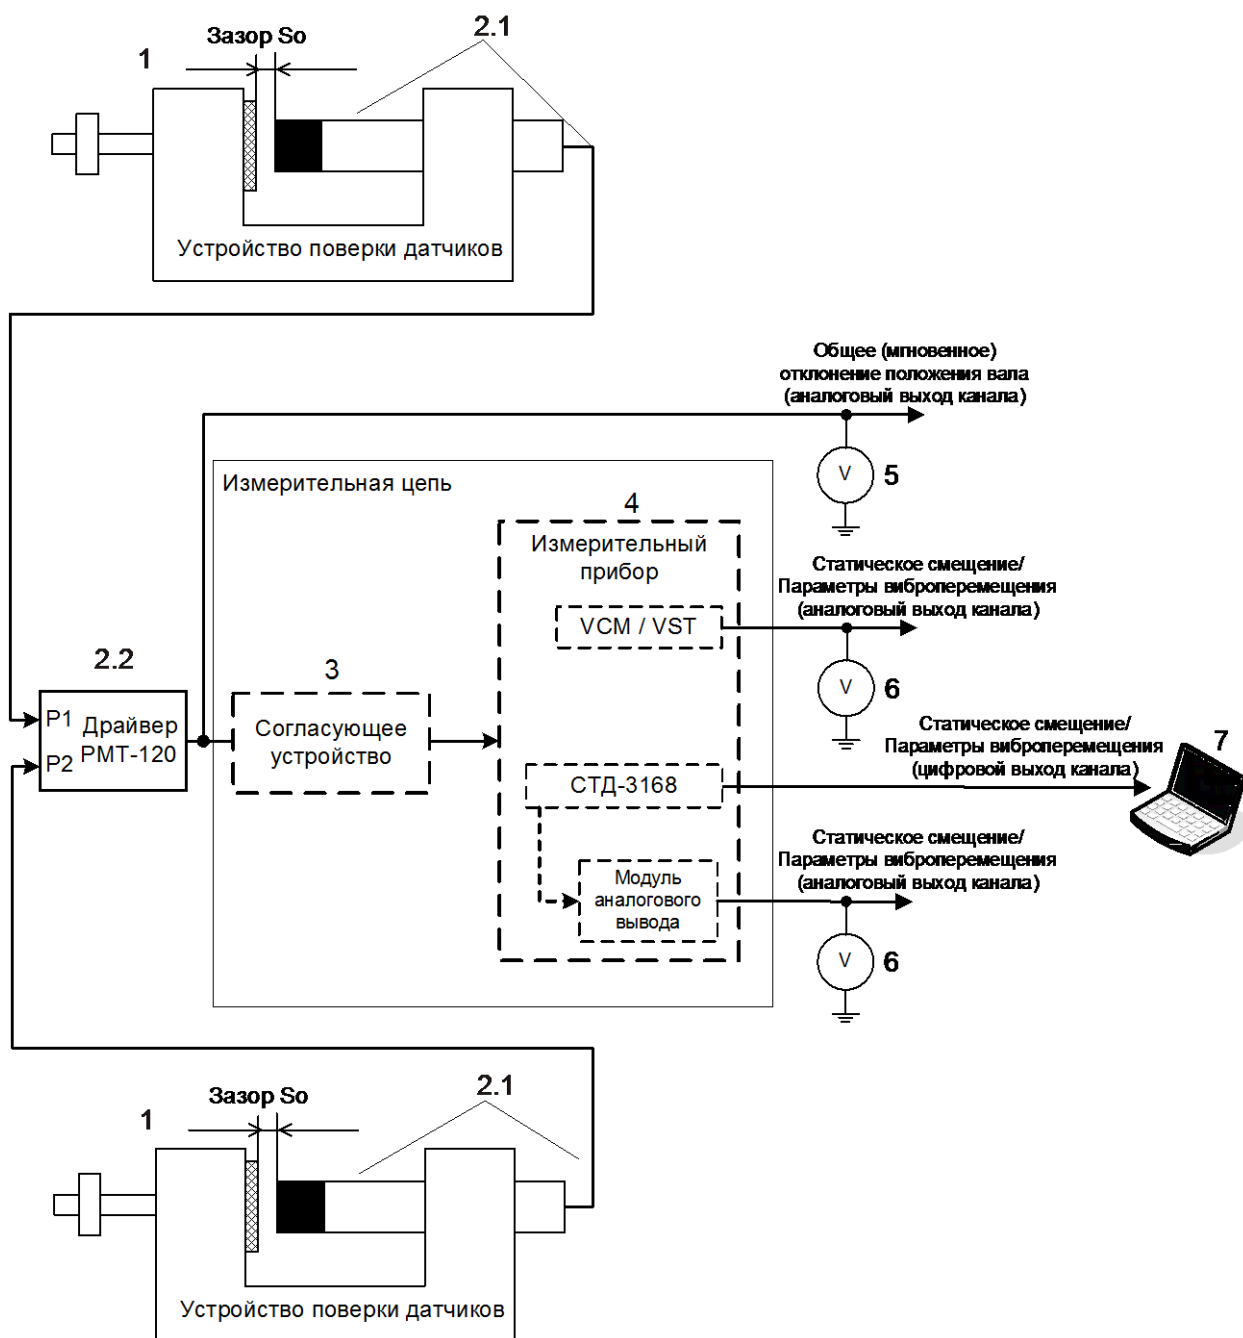 2.1
Зазор So
1
Устройство поверки датчиков
Общее (мгновенное)
отклонение положения вала
(аналоговый выход канала)
V
5
Измерительная цепь
4
Измерительный
прибор
Статическое смещение/
Параметры виброперемещения
(аналоговый выход канала)
VCM / VST
V
6
2.2
3
P1
P2
Драйвер
РМТ-120
Согласующее
устройство
Статическое смещение/
Параметры виброперемещения
(цифровой выход канала)
7
СТД-3168
Статическое смещение/
Параметры виброперемещения
(аналоговый выход канала)
Модуль
аналогового
вывода
V
6
2.1
Зазор So
1
Устройство поверки датчиков